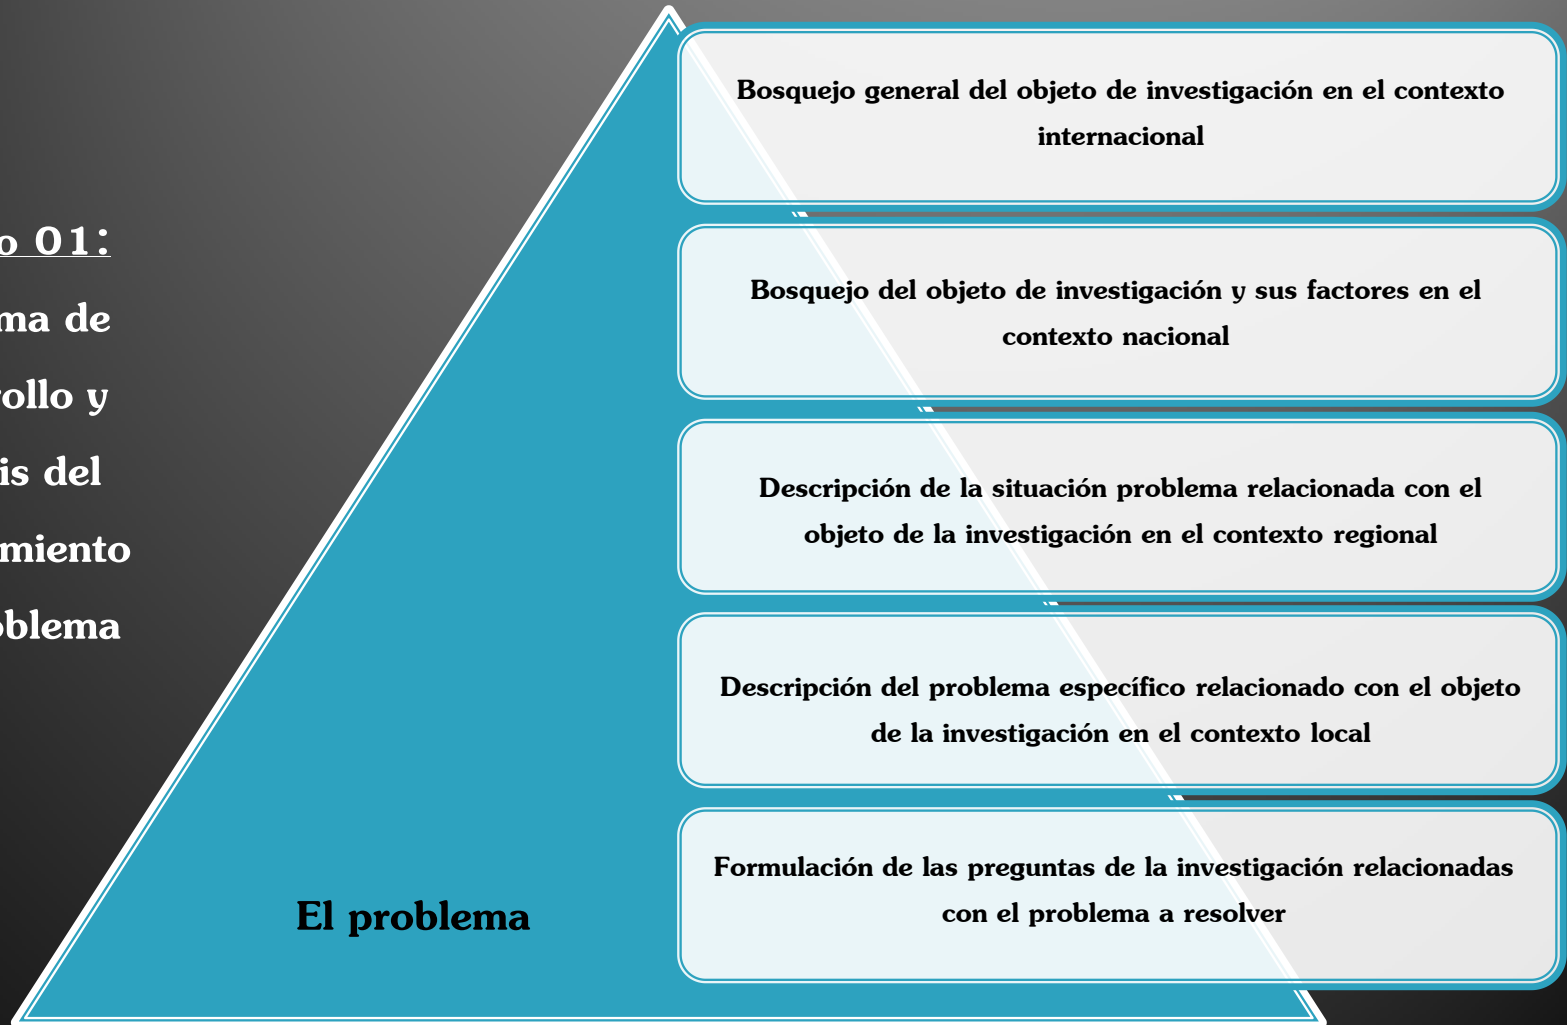 o 01:
ma de
ollo y
is del
miento
blema
Bosquejo general del objeto de investigación en el contexto
internacional
Bosquejo del objeto de investigación y sus factores en el
contexto nacional
Descripción de la situación problema relacionada con el
objeto de la investigación en el contexto regional
Descripción del problema específico relacionado con el objeto
de la investigación en el contexto local
Formulación de las preguntas de la investigación relacionadas
con el problema a resolver
El problema